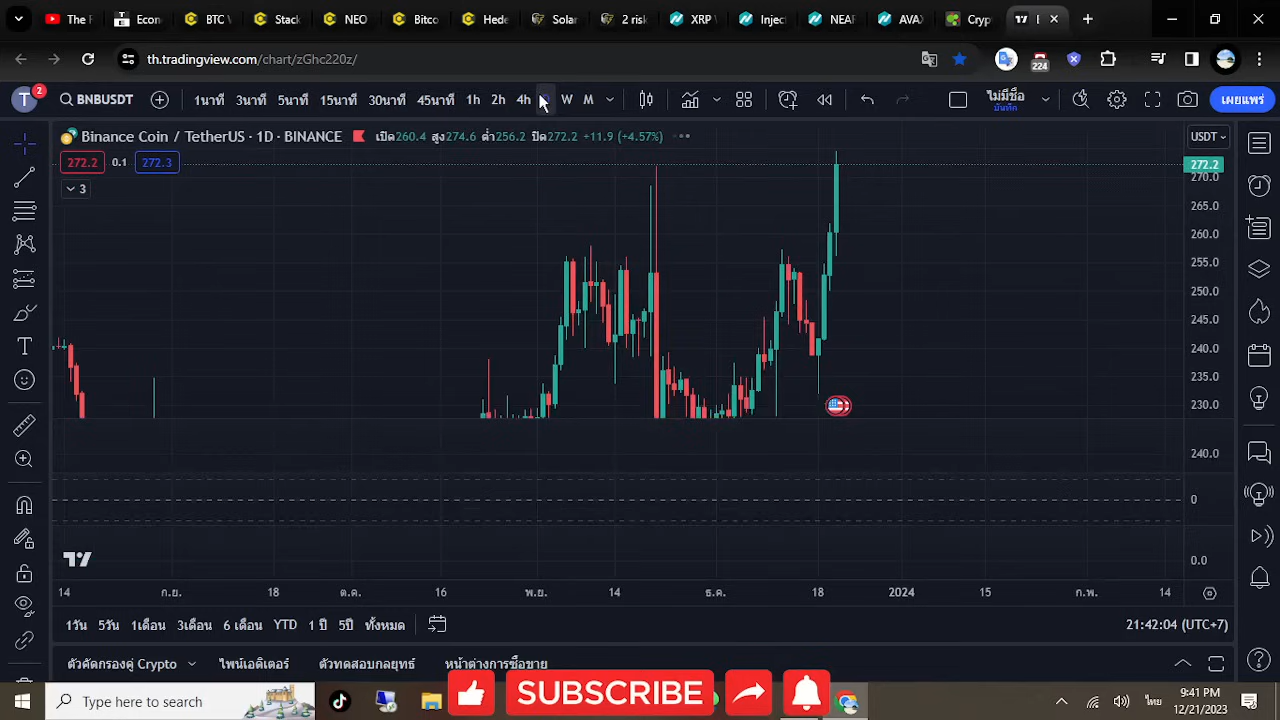 The F
Econ
BTC \
Stack
NEO
Bitco
Hede
Solar
2 risk
XRP \
Inject
NEAF
AVAX
Cryp
th.tradingview.com/chart/zGhc220z/
224
T 2 BNBUSDT 1นาที 3นาที 5นาที 15นาที 30นาที 45นาที 1h 2h 4h D W M ไม่มีชื่อ เผยแพร่
บันทึก
Binance Coin / TetherUS · 1D · BINANCE เปิด260.4 สูง274.6 ต่ำ256.2 ปิด272.2 +11.9 (+4.57%) USDT
272.2 0.1 272.3 272.2
270.0
3
265.0
260.0
255.0
250.0
245.0
240.0
235.0
230.0
240.0
0
0.0
14 ก.ย. 18 ต.ค. 16 พ.ย. 14 ธ.ค. 18 2024 15 ก.พ. 14
1วัน 5วัน 1เดือน 3เดือน 6 เดือน YTD 1 ปี 5ปี ทั้งหมด 21:42:04 (UTC+7)
ตัวคัดกรองคู่ Crypto ไพน์เอดิเตอร์ ตัวทดสอบกลยุทธ์ หน้าต่างการซื้อขาย
SUBSCRIBE
Type here to search ไทย 9:41 PM
12/21/2023